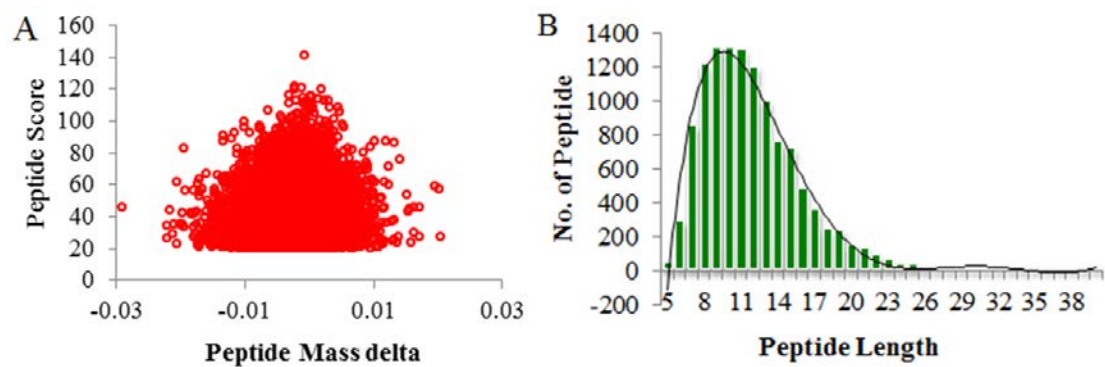 A
160
140
120
100
80
60
40
20
0
-0.03 -0.01 0.01 0.03
Peptide Score
Peptide Mass delta
B
1400
1200
1000
800
600
400
200
0
-200
5 8 11 14 17 20 23 26 29 32 35 38
No. of Peptide
Peptide Length